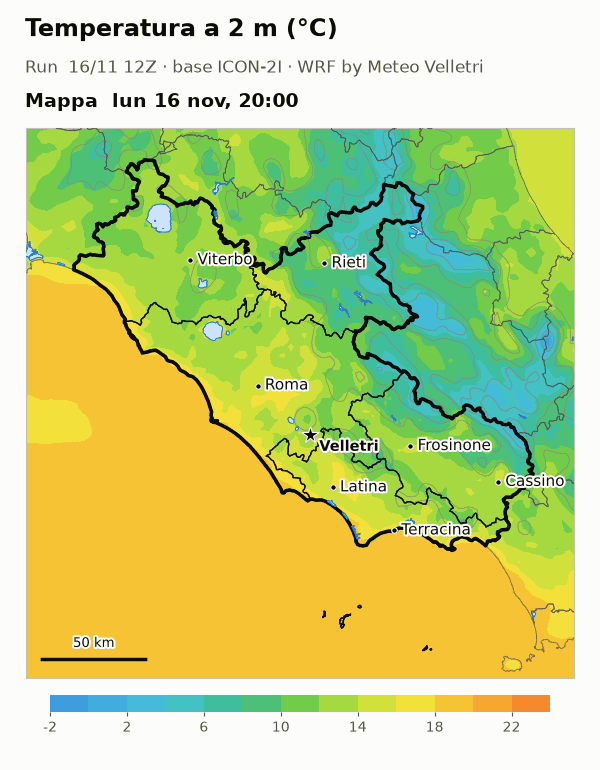 Temperatura a 2 m (°C)
Run  16/11 12Z · base ICON-2I · WRF by Meteo Velletri
Mappa  lun 16 nov, 20:00
Viterbo
Rieti
Roma
Velletri
Frosinone
Cassino
Latina
Terracina
50 km
-2 2 6 10 14 18 22